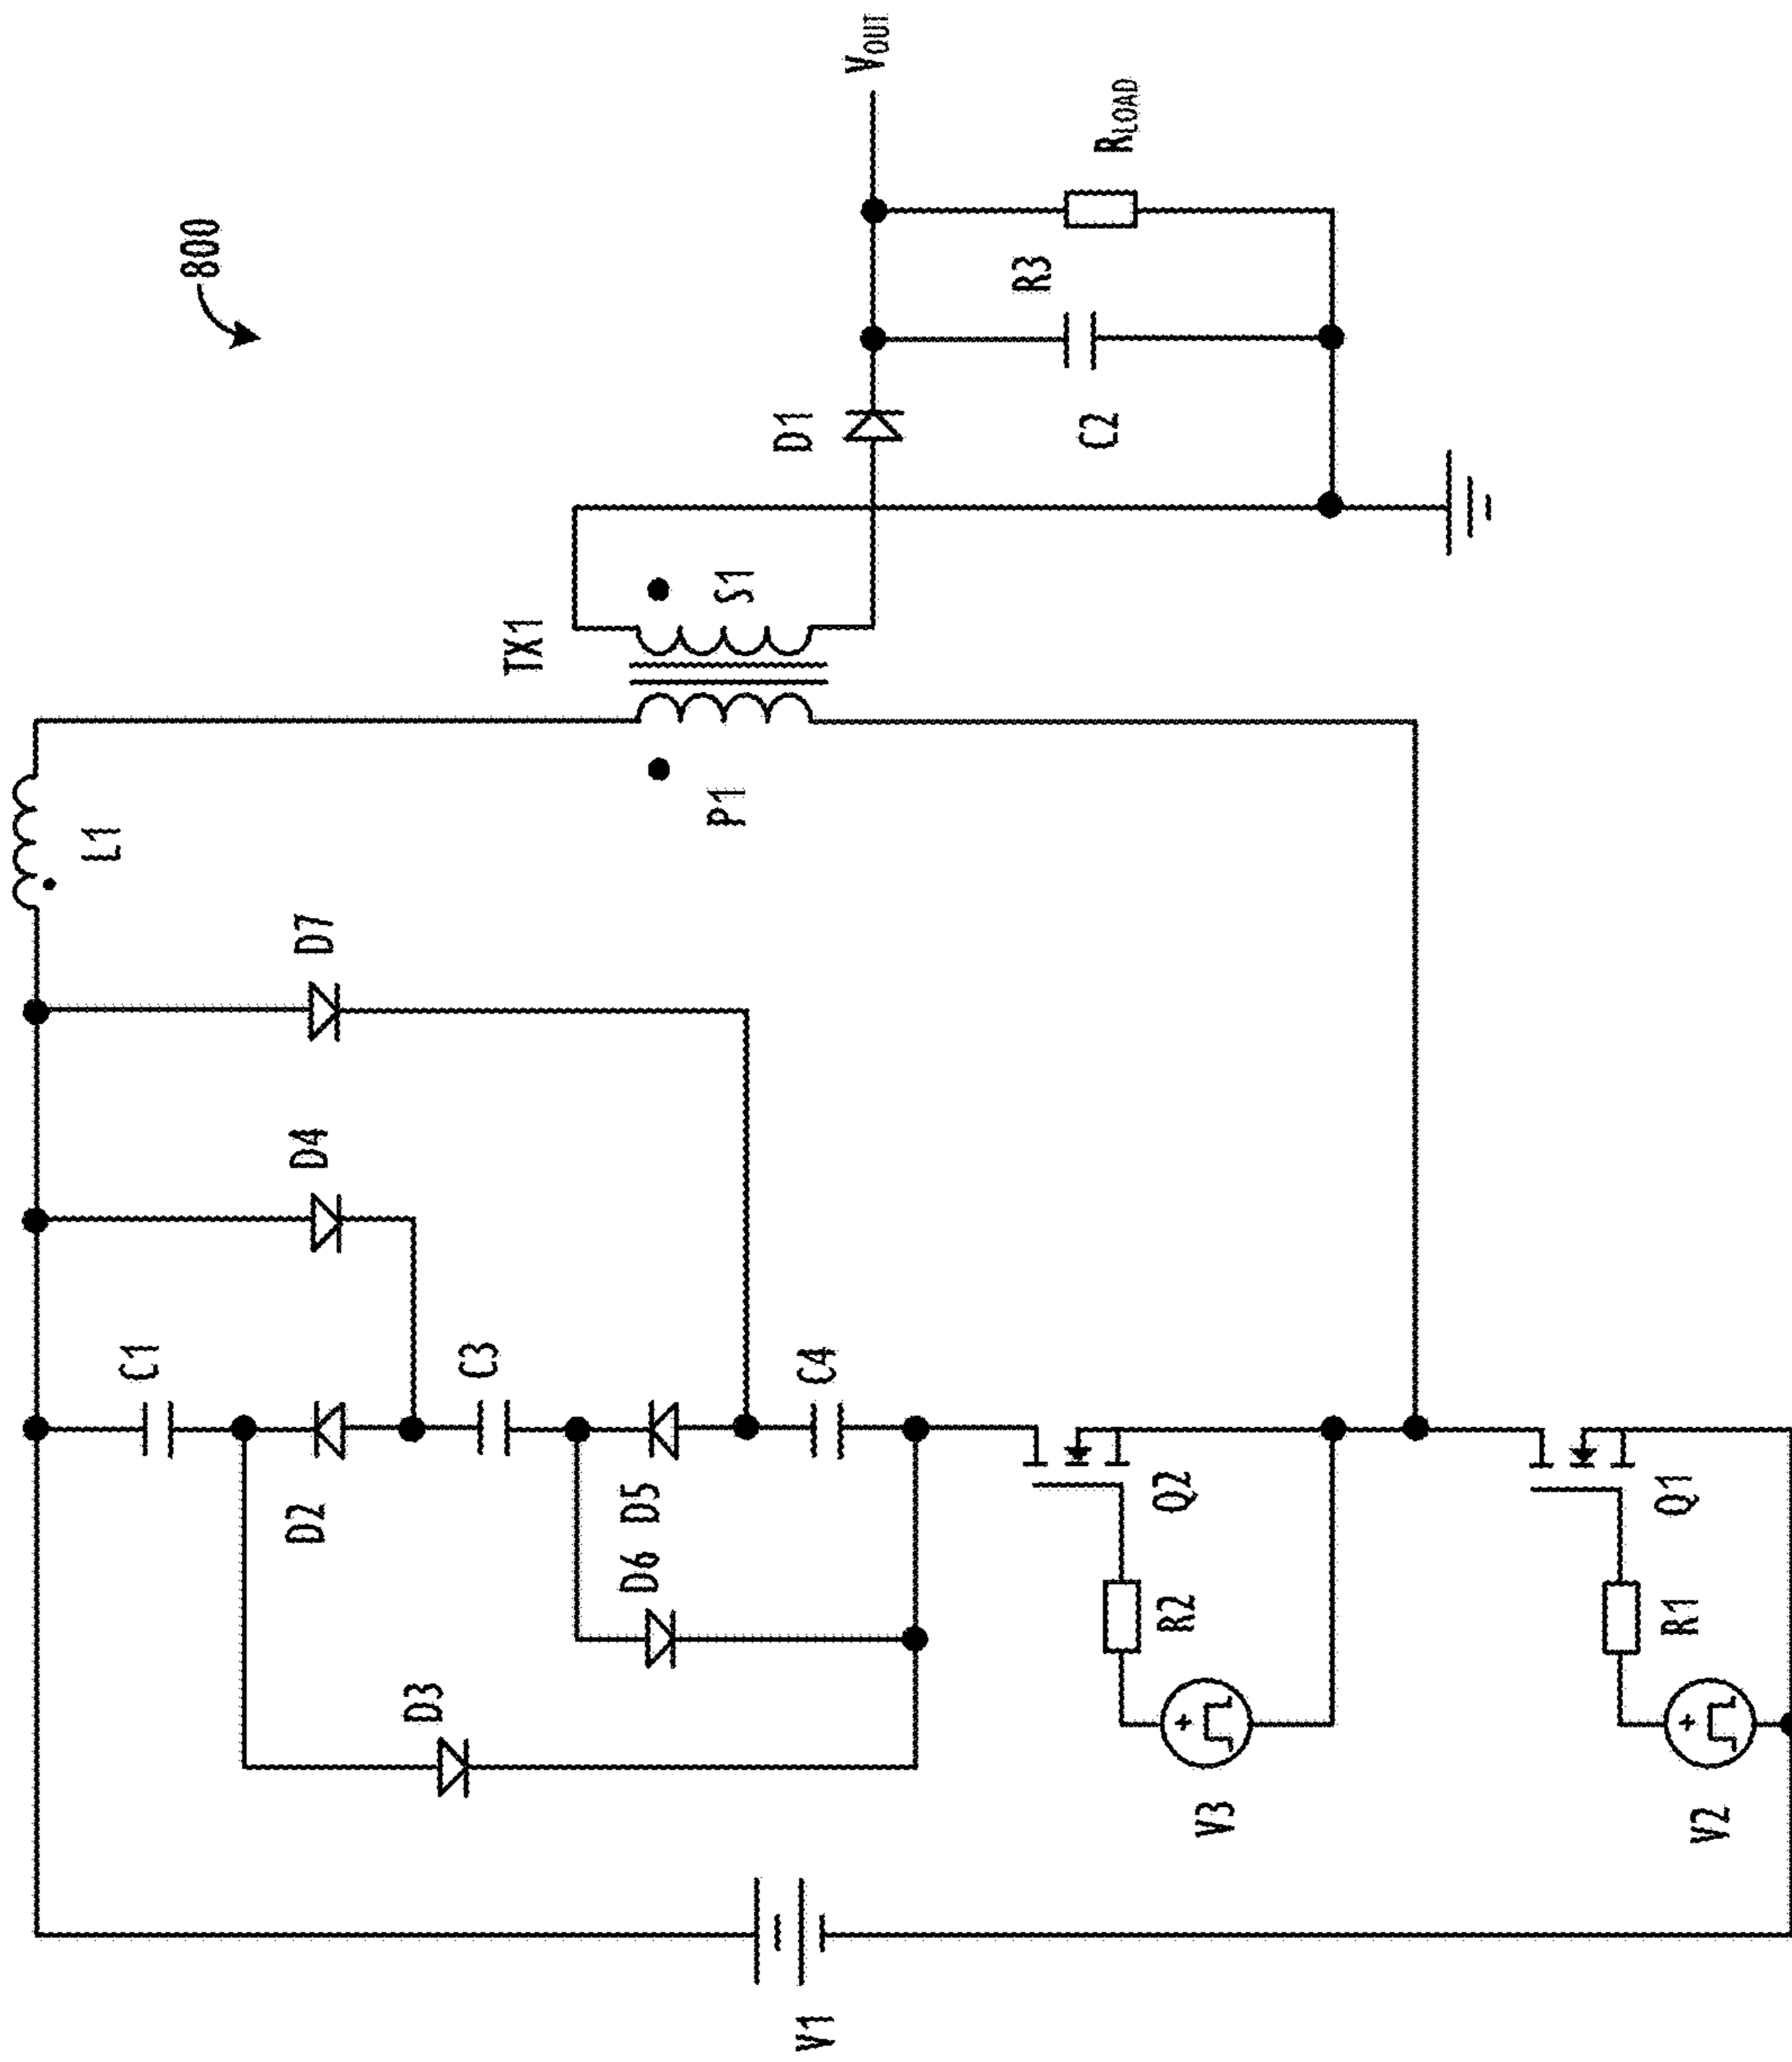 800
L1
TX1
P1
S1
D1
VOUT
C2
R3
RLOAD
D7
D4
C1
D2
C3
D5
C4
D6
D3
Q2
R2
V3
Q1
R1
V2
V1
+
+